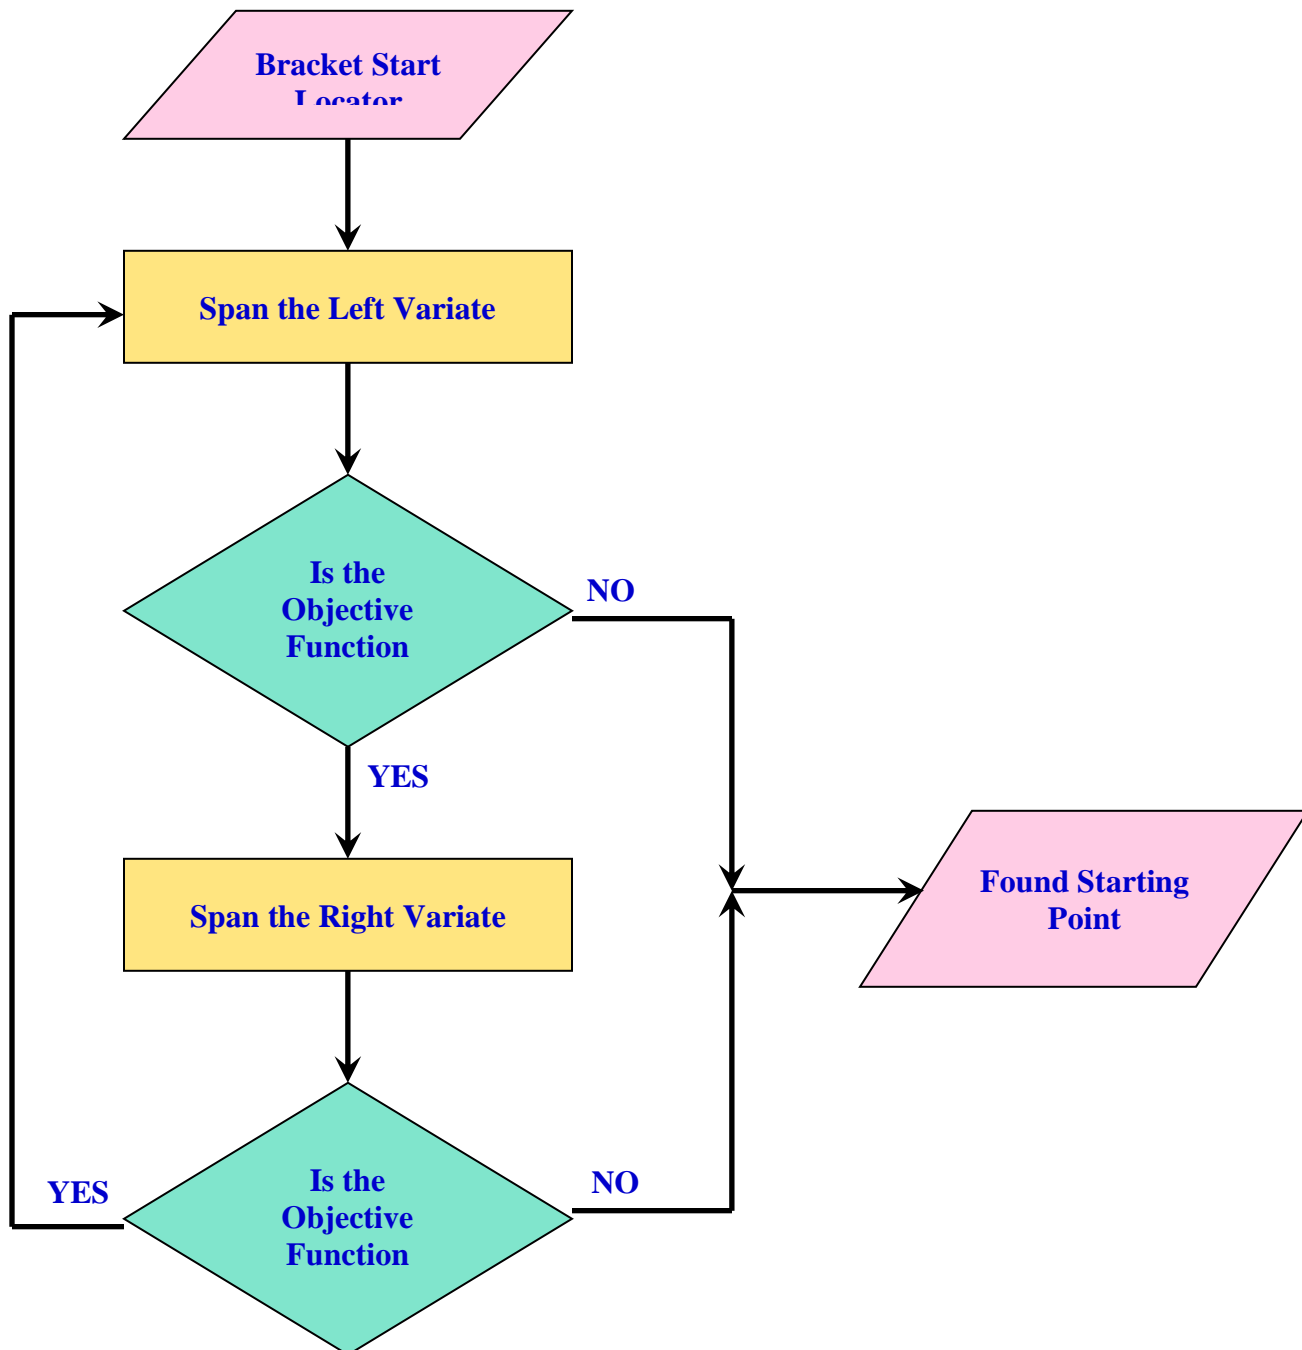 Bracket Start
Locator
Span the Left Variate
Is the
Objective
Function
NO
YES
Span the Right Variate
Found Starting
Point
Is the
Objective
Function
YES
NO